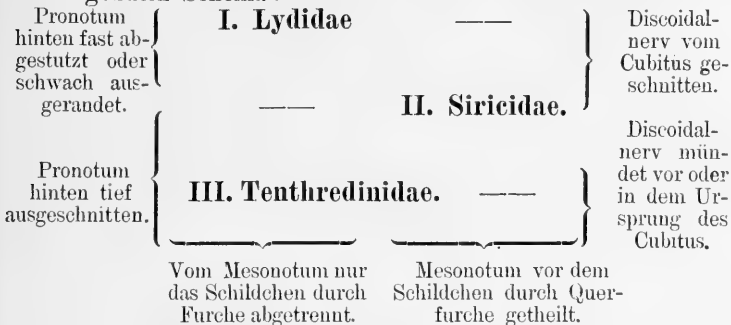 Pronotum
hinten fast ab-
gestutzt oder
schwach aus-
gerandet.
I. Lydidae
Discoidal-
nerv vom
Cubitus ge-
schnitten.
II. Siricidae.
Pronotum
hinten tief
ausgeschnitten.
III. Tenthredinidae.
Discoidal-
nerv mün-
det vor oder
in dem Ur-
sprung des
Cubitus.
Vom Mesonotum nur
das Schildchen durch
Furche abgetrennt.
Mesonotum vor dem
Schildchen durch Quer-
furche getheilt.